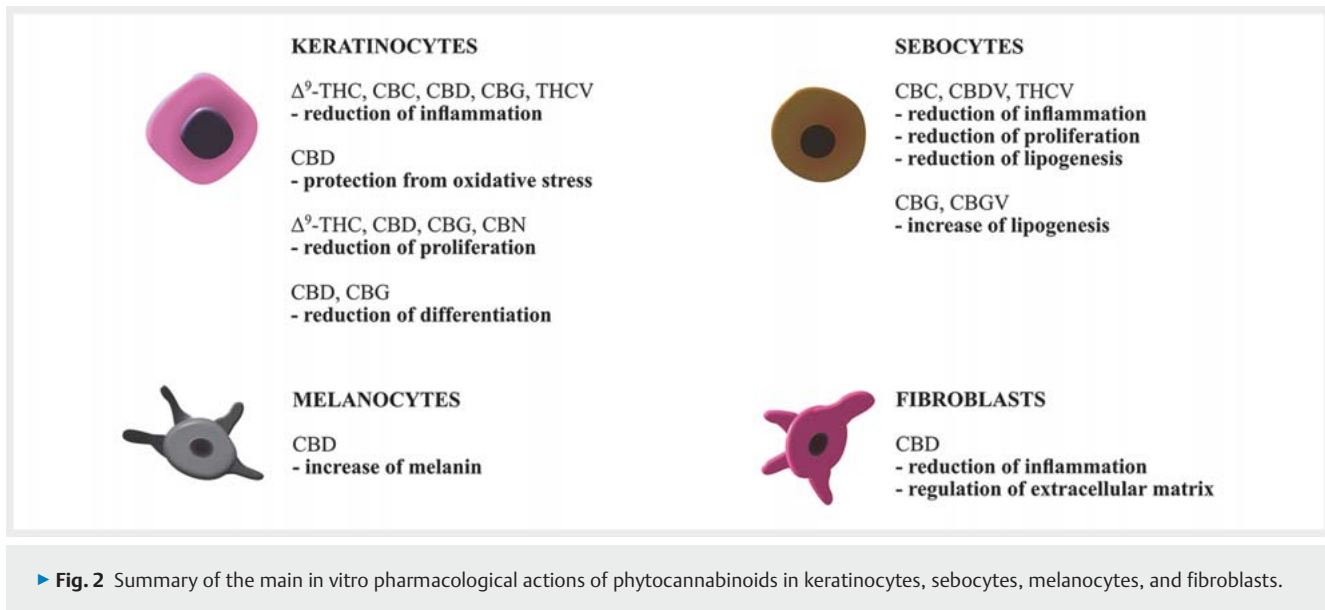 KERATINOCYTES
Δ⁹-THC, CBC, CBD, CBG, THCV
- reduction of inflammation
CBD
- protection from oxidative stress
Δ⁹-THC, CBD, CBG, CBN
- reduction of proliferation
CBD, CBG
- reduction of differentiation
SEBOCYTES
CBC, CBDV, THCV
- reduction of inflammation
- reduction of proliferation
- reduction of lipogenesis
CBG, CBGV
- increase of lipogenesis
MELANOCYTES
CBD
- increase of melanin
FIBROBLASTS
CBD
- reduction of inflammation
- regulation of extracellular matrix
▶ Fig. 2 Summary of the main in vitro pharmacological actions of phytocannabinoids in keratinocytes, sebocytes, melanocytes, and fibroblasts.